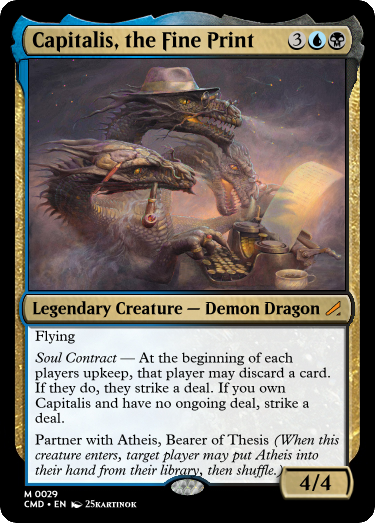 Capitalis, the Fine Print 3
Legendary Creature — Demon Dragon
Flying
Soul Contract — At the beginning of each
players upkeep, that player may discard a card.
If they do, they strike a deal. If you own
Capitalis and have no ongoing deal, strike a
deal.
Partner with Atheis, Bearer of Thesis (When this
creature enters, target player may put Atheis into
their hand from their library, then shuffle.)
4/4
M 0029
CMD • EN 25KARTINOK